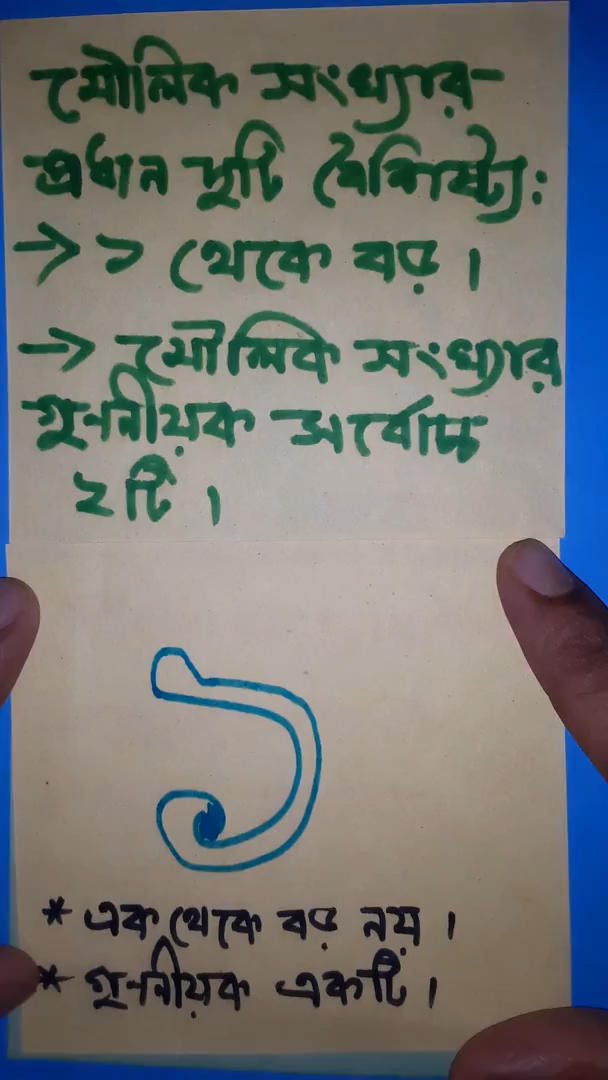 মৌলিক সংখ্যার
প্রধান দুটি বৈশিষ্ট্য:
→ ১ থেকে বড়।
→ মৌলিক সংখ্যার
গুণনীয়ক সর্বোচ্চ
২টি।
১
* এক থেকে বড় নয়।
* গুণনীয়ক একটি।